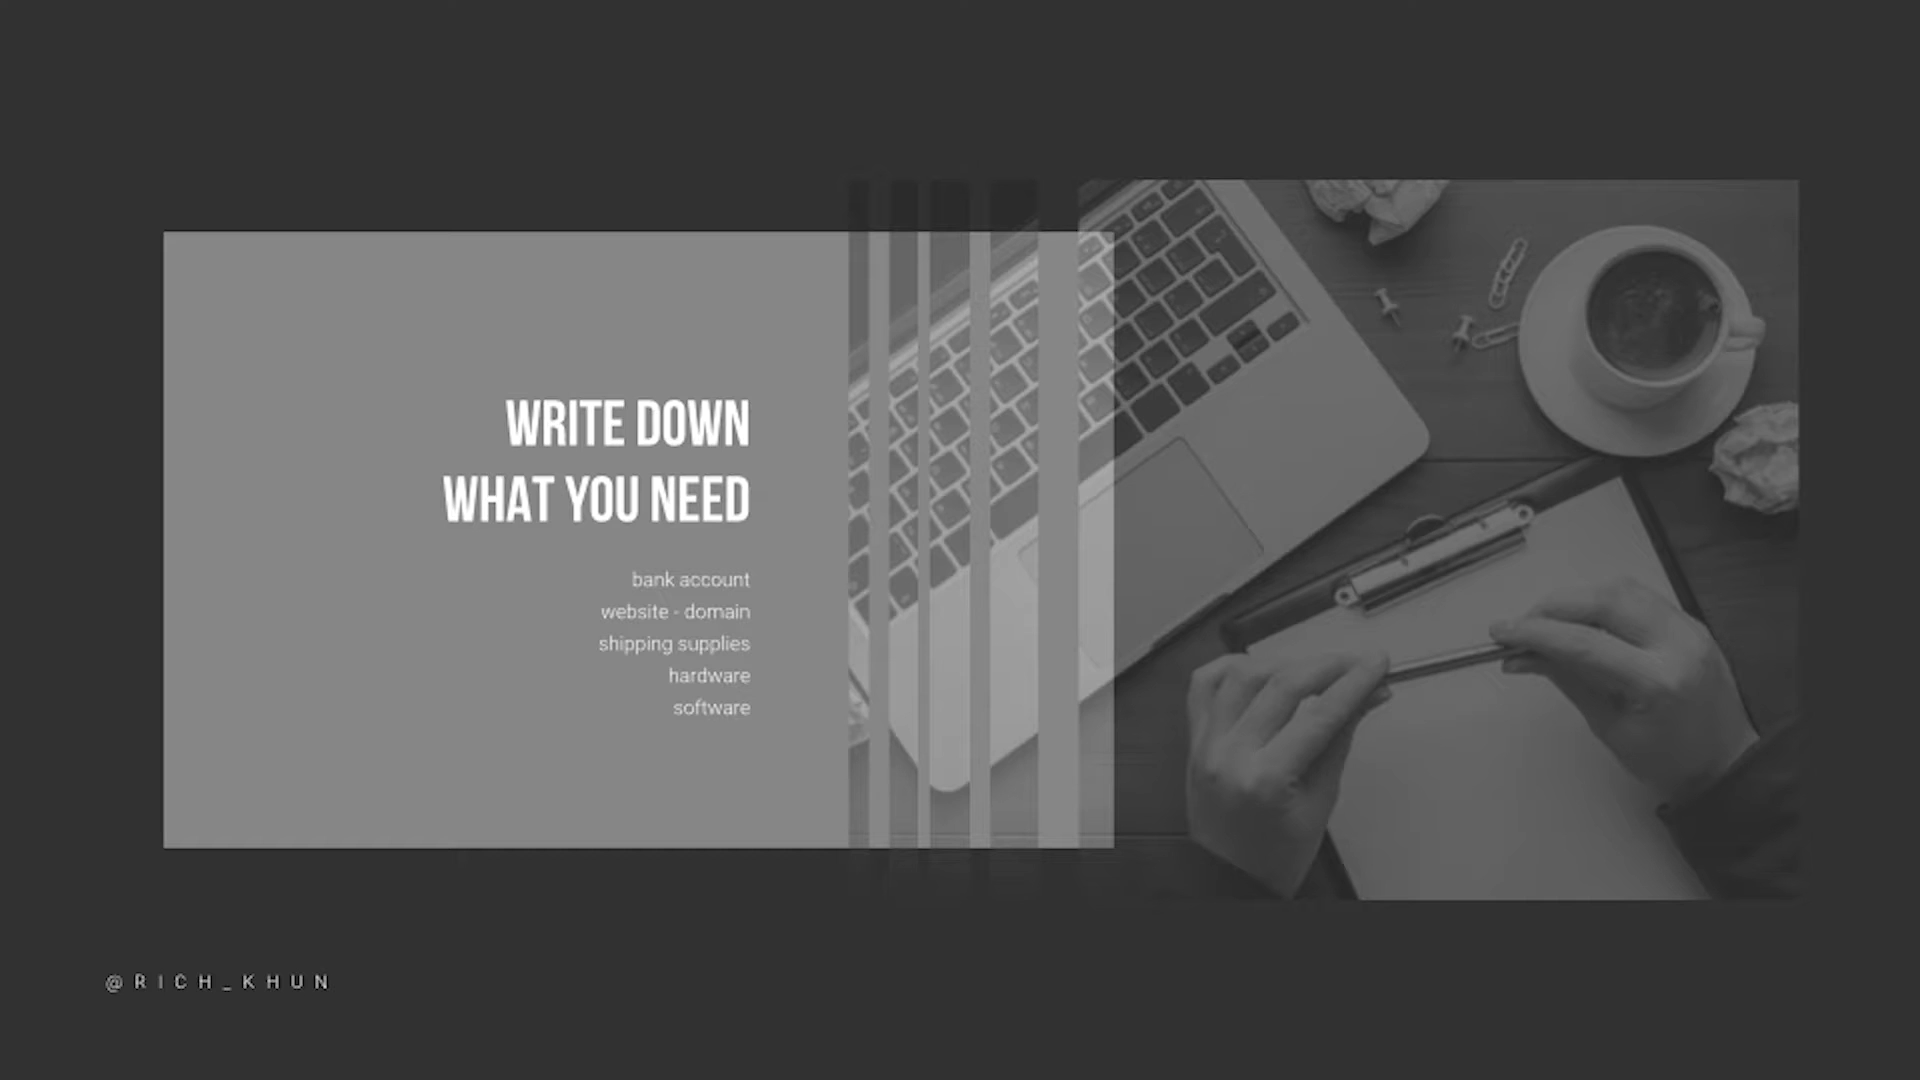 WRITE DOWN
WHAT YOU NEED
bank account
website - domain
shipping supplies
hardware
software
@RICH_KHUN